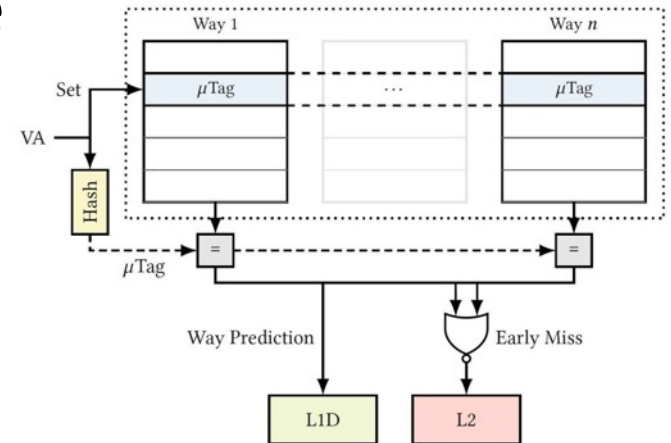 e
Way 1
Way n
Set
μTag
...
μTag
VA
Hash
=
=
μTag
Way Prediction
Early Miss
L1D
L2